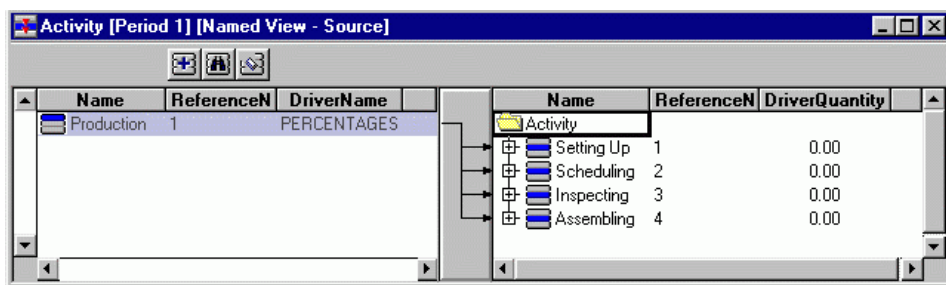 Activity [Period 1] [Named View - Source]
Name ReferenceN DriverName Name ReferenceN DriverQuantity
Production 1 PERCENTAGES Activity
Setting Up 1 0.00
Scheduling 2 0.00
Inspecting 3 0.00
Assembling 4 0.00